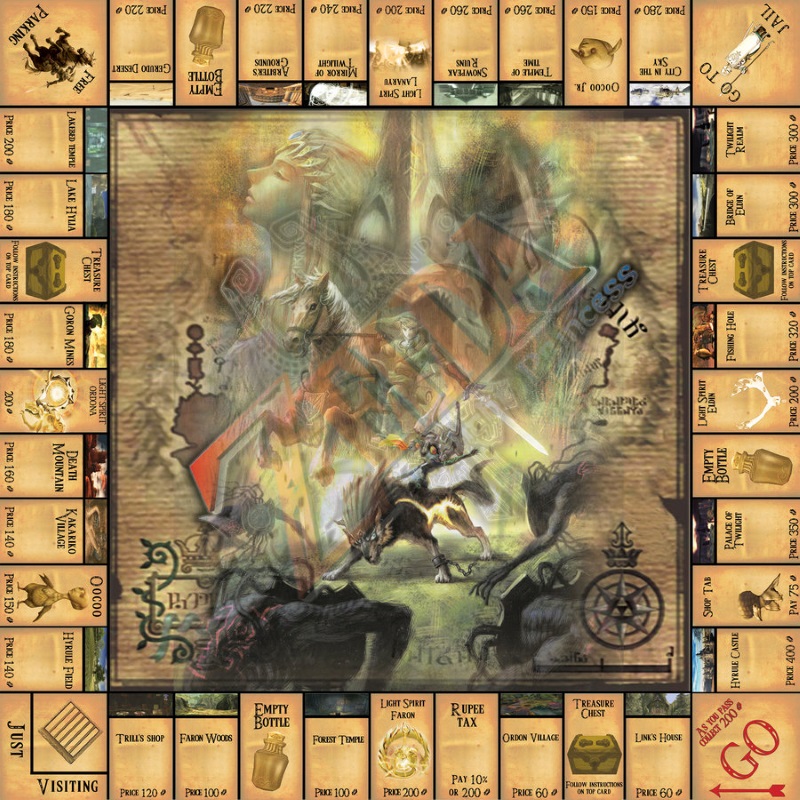 FREE
PARKING
GERUDO DESERT
PRICE 220
EMPTY
BOTTLE
ARBITER'S
GROUNDS
PRICE 220
MIRROR OF
TWILIGHT
PRICE 240
LIGHT SPIRIT
LANARYU
PRICE 200
SNOWPEAK
RUINS
PRICE 260
TEMPLE OF
TIME
PRICE 260
OOCOO JR.
PRICE 150
CITY IN THE
SKY
PRICE 280
GO TO
JAIL
TWILIGHT
REALM
PRICE 300
BRIDGE OF
ELDIN
PRICE 300
TREASURE
CHEST
FOLLOW INSTRUCTIONS
ON TOP CARD
FISHING HOLE
PRICE 320
LIGHT SPIRIT
ELDIN
PRICE 200
EMPTY
BOTTLE
PALACE OF
TWILIGHT
PRICE 350
SHOP TAB
PAY 75
HYRULE CASTLE
PRICE 400
AS YOU PASS
COLLECT 200
GO
LINK'S HOUSE
PRICE 60
TREASURE
CHEST
FOLLOW INSTRUCTIONS
ON TOP CARD
ORDON VILLAGE
PRICE 60
RUPEE
TAX
PAY 10%
OR 200
LIGHT SPIRIT
FARON
PRICE 200
FOREST TEMPLE
PRICE 100
EMPTY
BOTTLE
FARON WOODS
PRICE 100
TRILL'S SHOP
PRICE 120
JUST
VISITING
HYRULE FIELD
PRICE 140
OOCOO
PRICE 150
KAKARIKO
VILLAGE
PRICE 140
DEATH
MOUNTAIN
PRICE 160
LIGHT SPIRIT
ORDONA
200
GORON MINES
PRICE 180
TREASURE
CHEST
FOLLOW INSTRUCTIONS
ON TOP CARD
LAKE HYLIA
PRICE 180
LAKEBED TEMPLE
PRICE 200